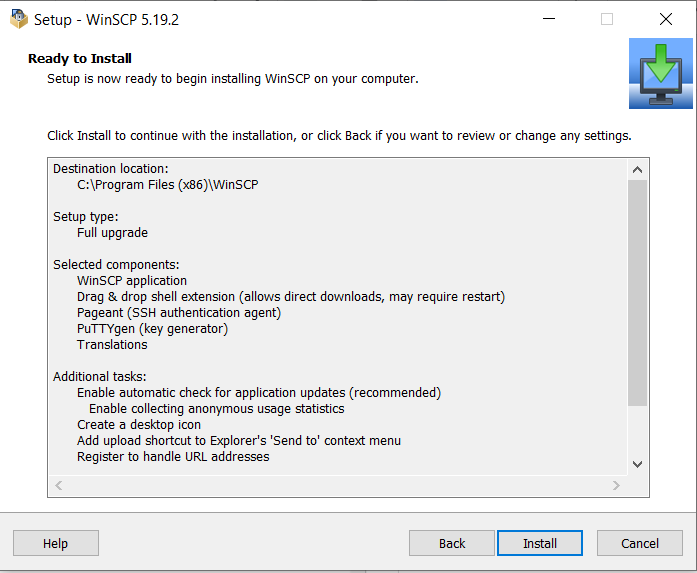 Setup - WinSCP 5.19.2
Ready to Install
Setup is now ready to begin installing WinSCP on your computer.
Click Install to continue with the installation, or click Back if you want to review or change any settings.
Destination location:
C:\Program Files (x86)\WinSCP
Setup type:
Full upgrade
Selected components:
WinSCP application
Drag & drop shell extension (allows direct downloads, may require restart)
Pageant (SSH authentication agent)
PuTTYgen (key generator)
Translations
Additional tasks:
Enable automatic check for application updates (recommended)
Enable collecting anonymous usage statistics
Create a desktop icon
Add upload shortcut to Explorer's 'Send to' context menu
Register to handle URL addresses
Help Back Install Cancel